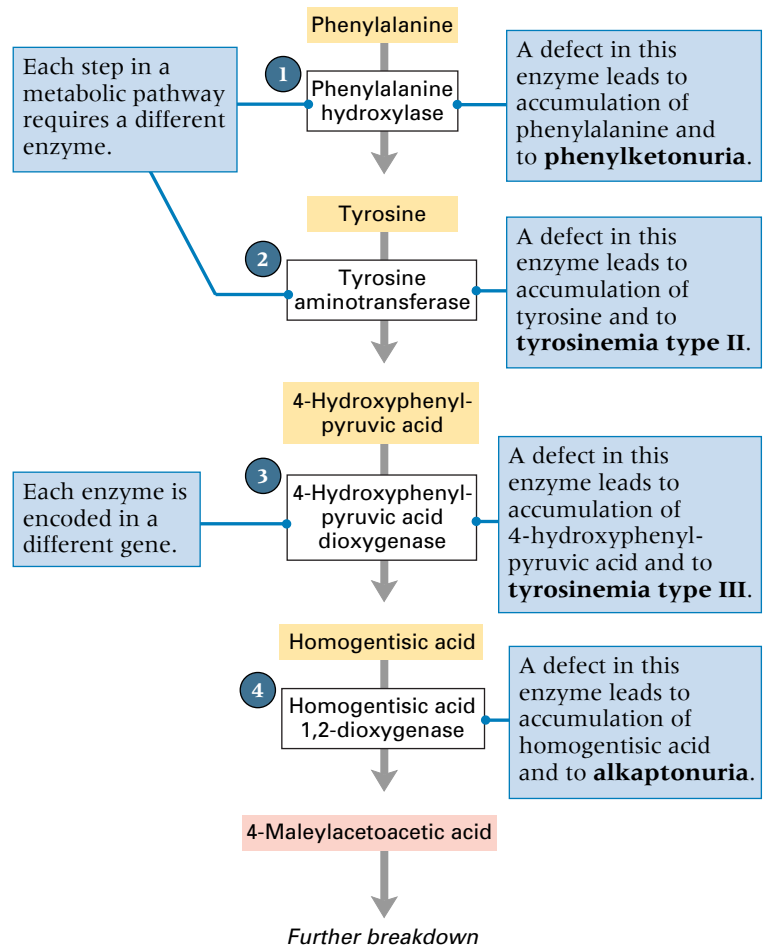 Phenylalanine
Each step in a
metabolic pathway
requires a different
enzyme.
1
Phenylalanine
hydroxylase
A defect in this
enzyme leads to
accumulation of
phenylalanine and
to phenylketonuria.
Tyrosine
2
Tyrosine
aminotransferase
A defect in this
enzyme leads to
accumulation of
tyrosine and to
tyrosinemia type II.
4-Hydroxyphenyl-
pyruvic acid
Each enzyme is
encoded in a
different gene.
3
4-Hydroxyphenyl-
pyruvic acid
dioxygenase
A defect in this
enzyme leads to
accumulation of
4-hydroxyphenyl-
pyruvic acid and to
tyrosinemia type III.
Homogentisic acid
4
Homogentisic acid
1,2-dioxygenase
A defect in this
enzyme leads to
accumulation of
homogentisic acid
and to alkaptonuria.
4-Maleylacetoacetic acid
Further breakdown